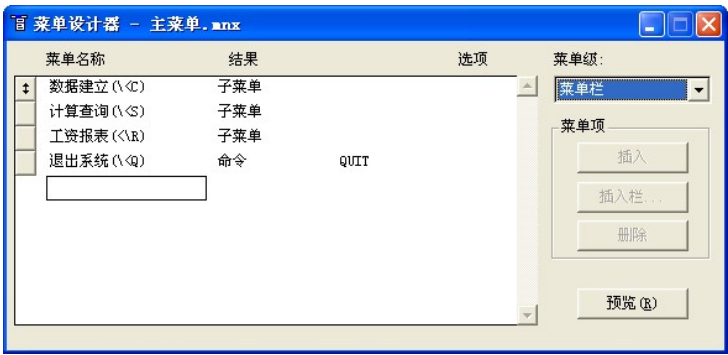 菜单设计器 - 主菜单.mnx
菜单名称 结果 选项 菜单级:
数据建立(\<C) 子菜单 菜单栏
计算查询(\<S) 子菜单
菜单项
工资报表(<\R) 子菜单
退出系统(\<Q) 命令 QUIT
插入
插入栏...
删除
预览(R)